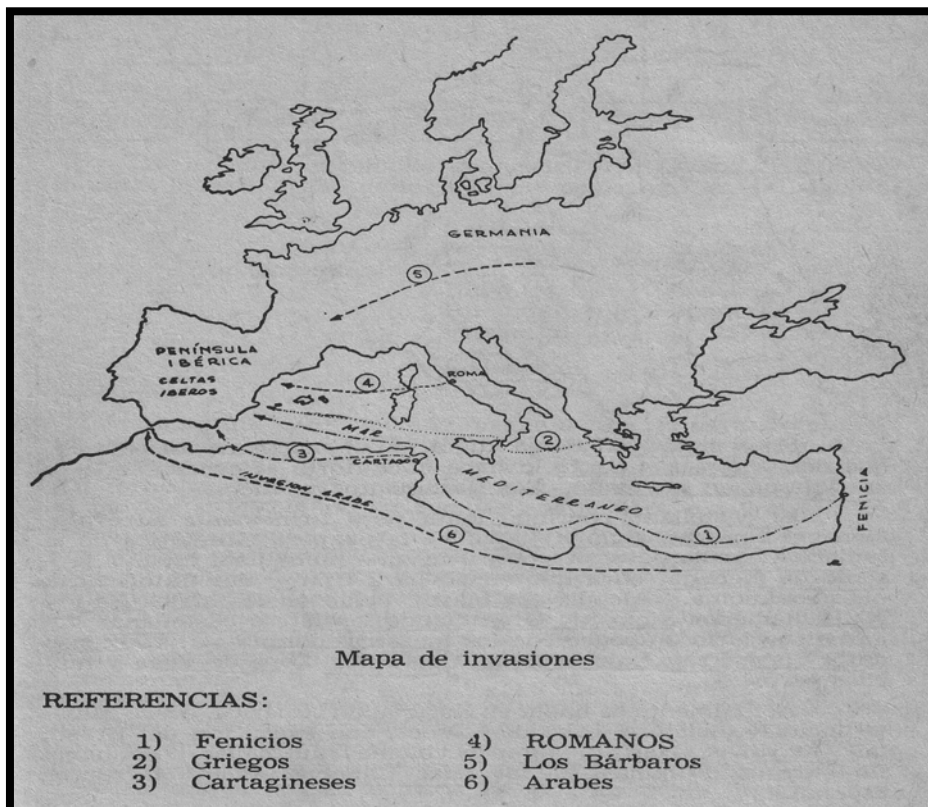 GERMANIA
5
PENÍNSULA
IBÉRICA
CELTAS
IBEROS
4
ROMA
MAR
2
3
CARTAGO
MEDITERRANEO
INVASION ARABE
6
1
FENICIA
Mapa de invasiones
REFERENCIAS:
1) Fenicios
2) Griegos
3) Cartagineses
4) ROMANOS
5) Los Bárbaros
6) Arabes